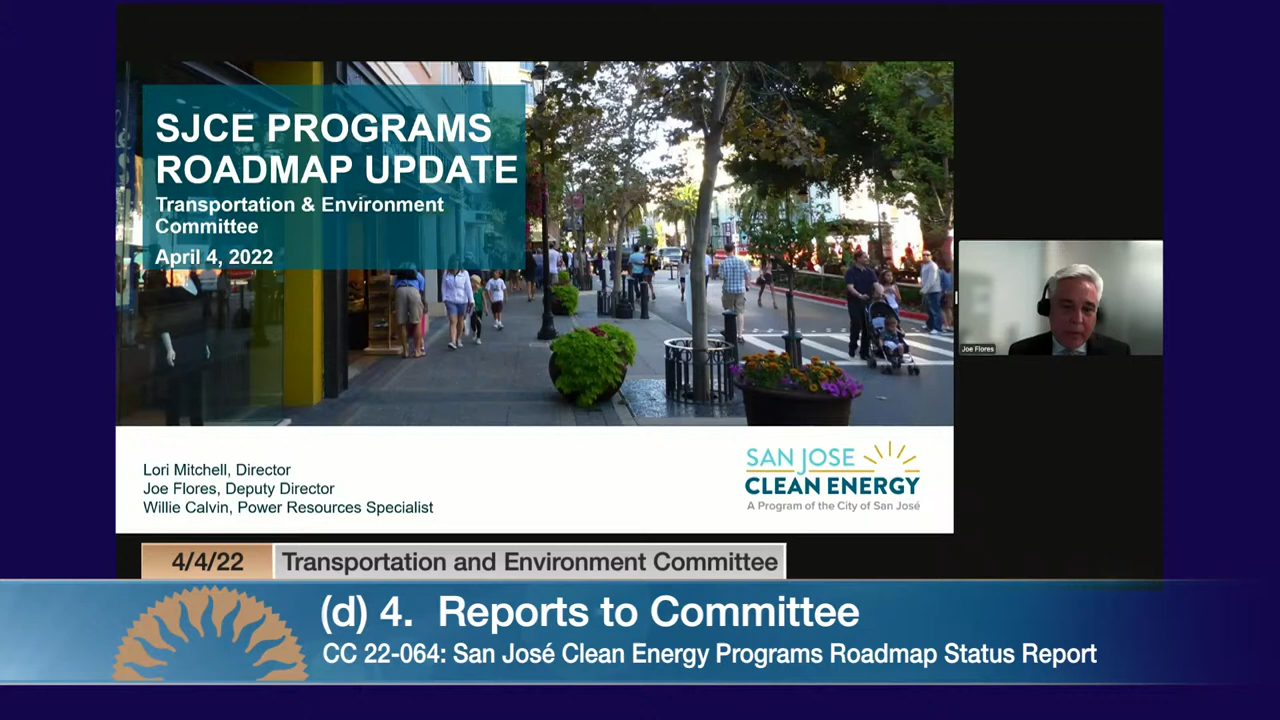 SJCE PROGRAMS
ROADMAP UPDATE
Transportation & Environment
Committee
April 4, 2022
Joe Flores
Lori Mitchell, Director
Joe Flores, Deputy Director
Willie Calvin, Power Resources Specialist
SAN JOSE
CLEAN ENERGY
A Program of the City of San José
4/4/22 Transportation and Environment Committee
(d) 4. Reports to Committee
CC 22-064: San José Clean Energy Programs Roadmap Status Report